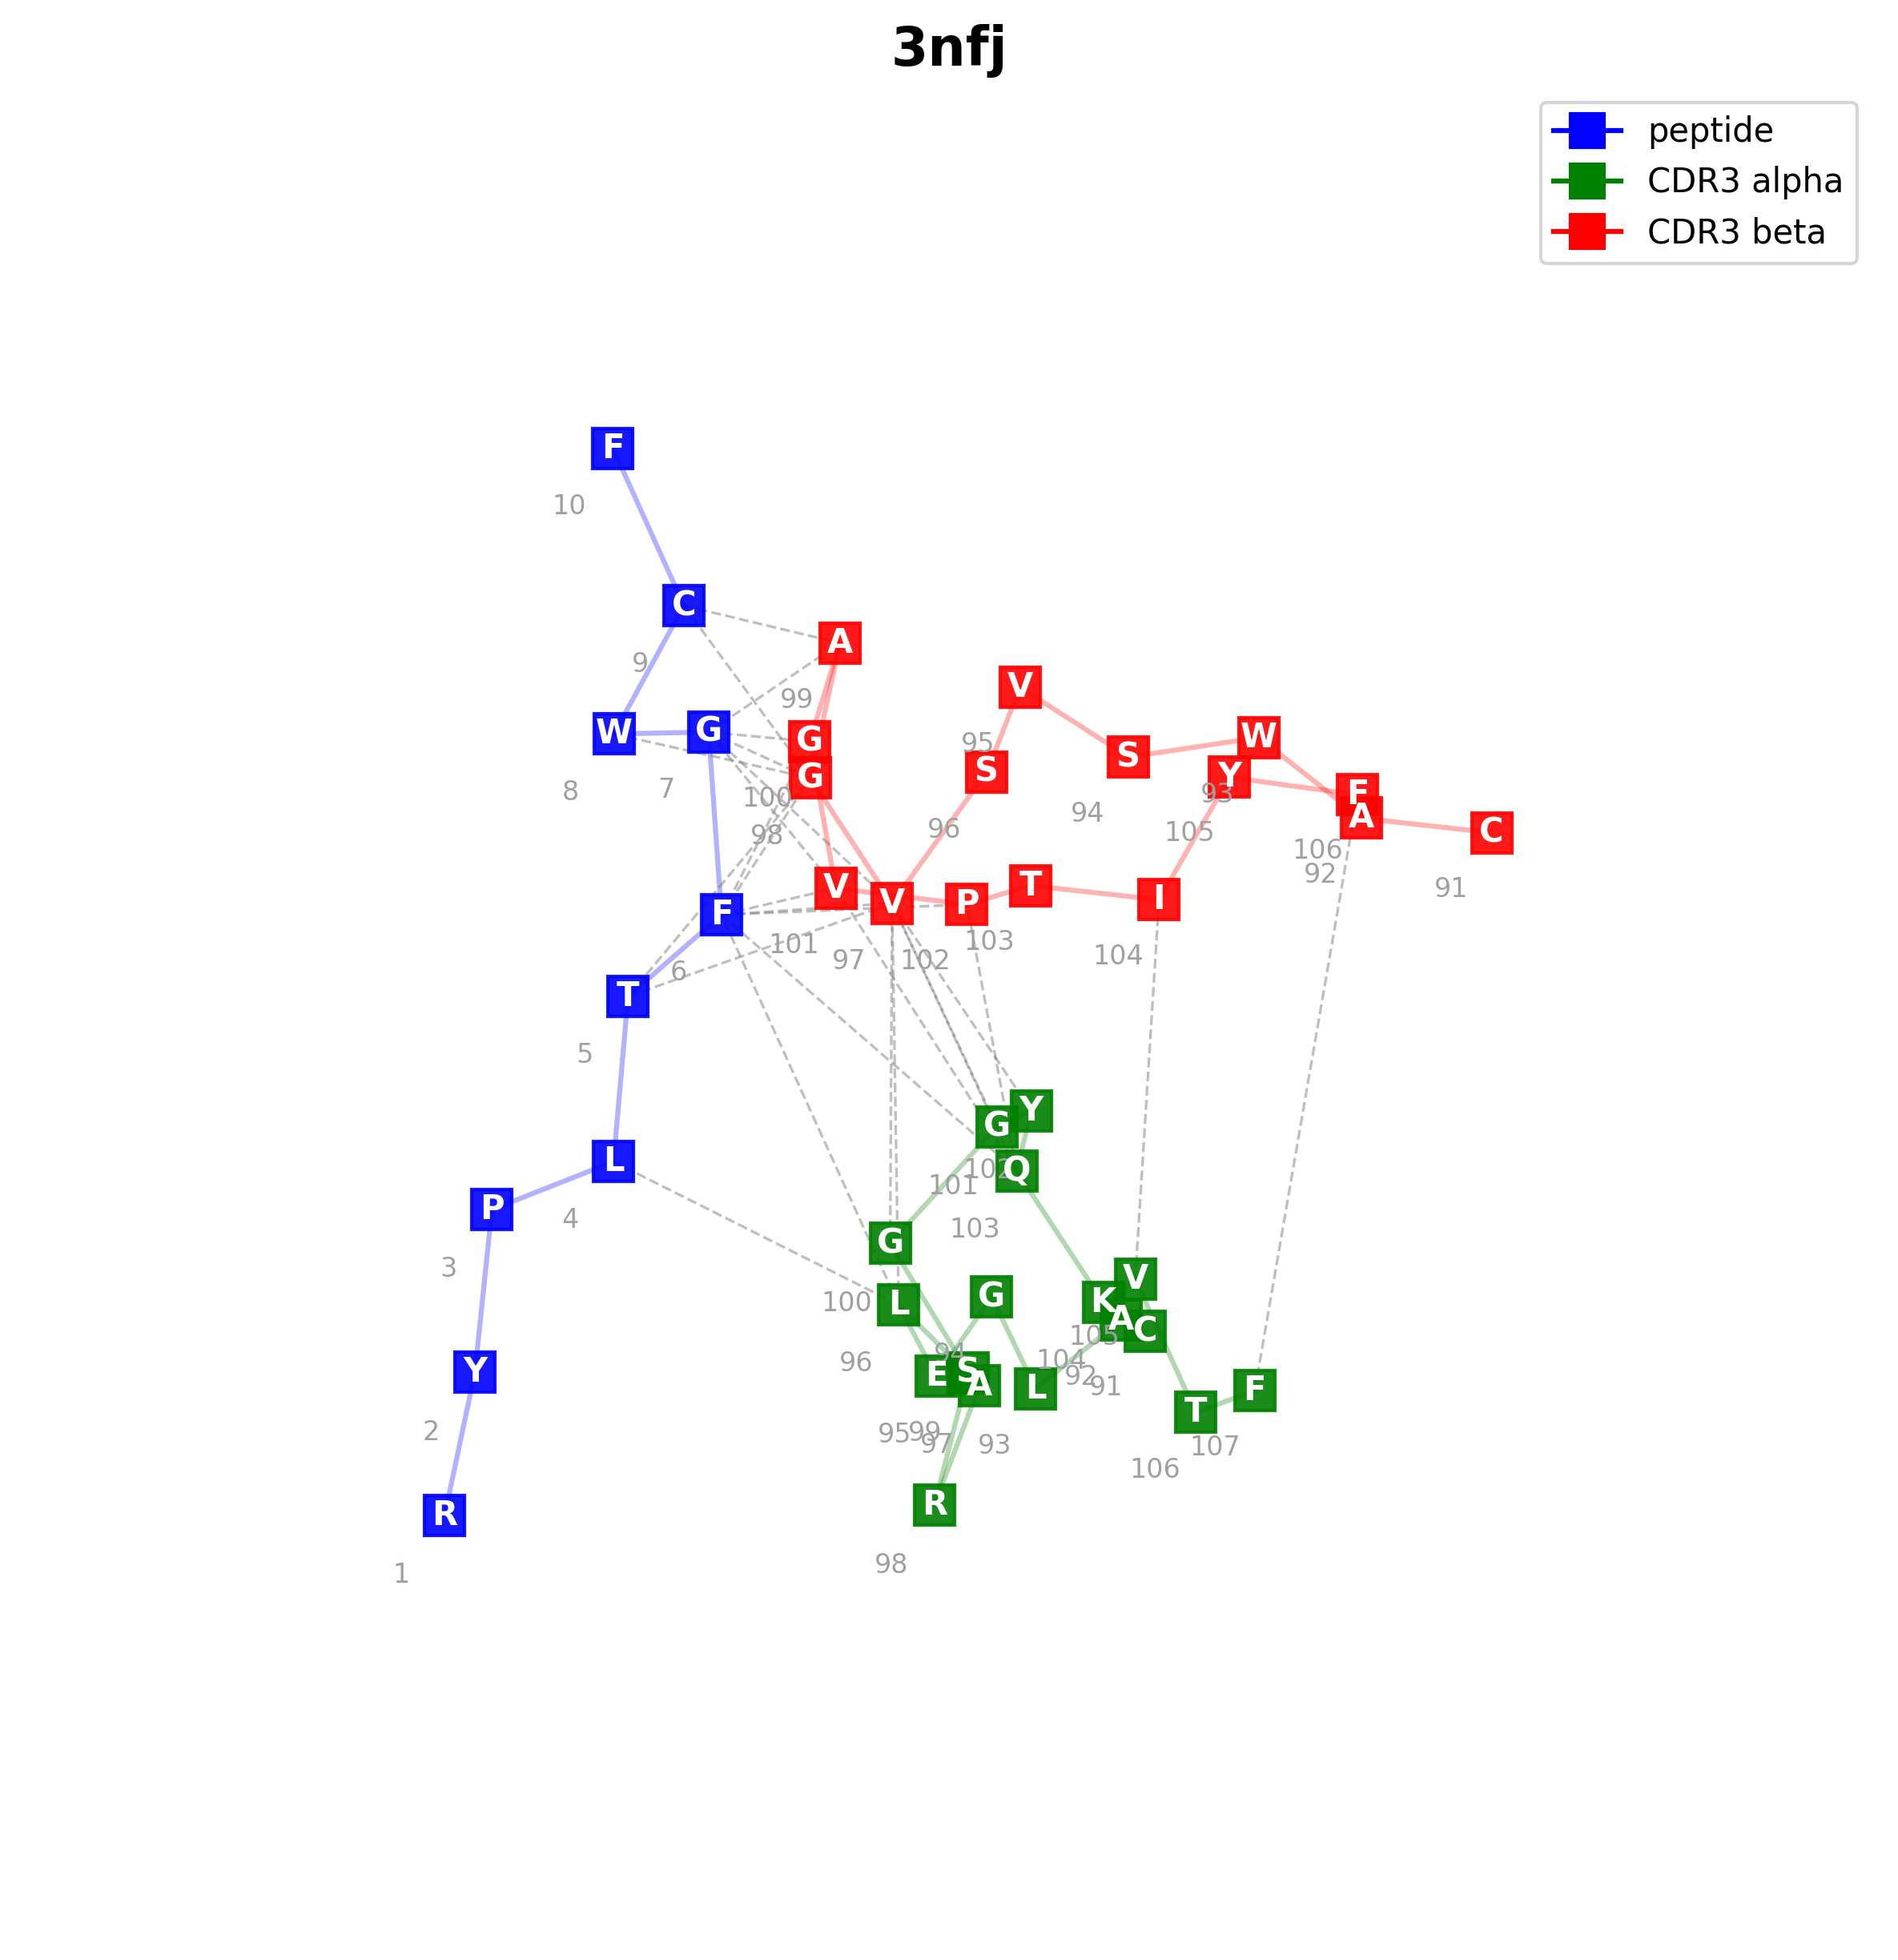 3nfj
peptide
CDR3 alpha
CDR3 beta
F
10
C
9
A
99
V
95
W
8
G
7
G
100
G
98
S
96
S
94
W
93
Y
105
F
106
A
92
C
91
F
6
V
101
V
97
P
102
T
103
I
104
T
5
L
4
P
3
Y
2
R
1
G
101
Y
102
Q
103
G
100
L
96
G
94
E
95
S
99
A
97
L
93
K
104
V
105
A
92
C
91
T
106
F
107
R
98